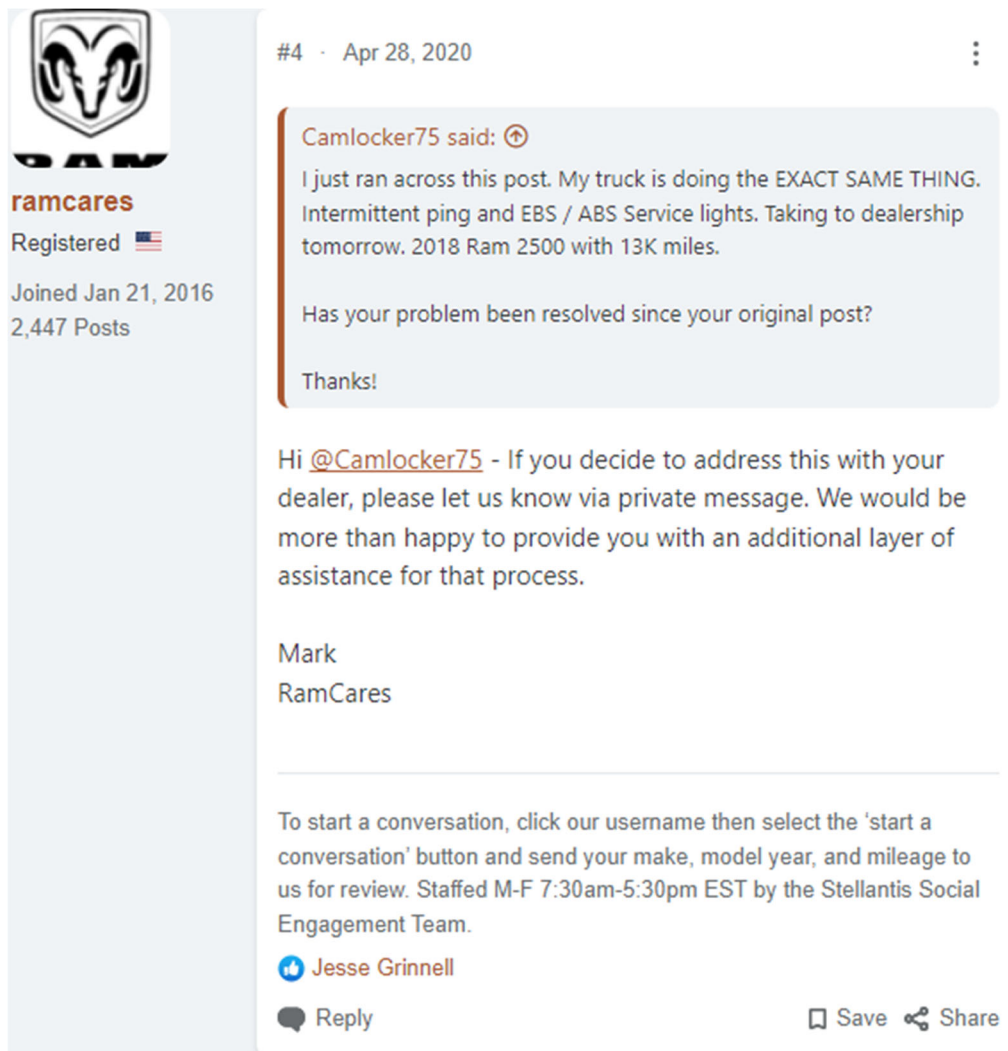 RAM
ramcares
Registered
Joined Jan 21, 2016
2,447 Posts
#4 · Apr 28, 2020
Camlocker75 said:
I just ran across this post. My truck is doing the EXACT SAME THING.
Intermittent ping and EBS / ABS Service lights. Taking to dealership
tomorrow. 2018 Ram 2500 with 13K miles.
Has your problem been resolved since your original post?
Thanks!
Hi @Camlocker75 - If you decide to address this with your
dealer, please let us know via private message. We would be
more than happy to provide you with an additional layer of
assistance for that process.
Mark
RamCares
To start a conversation, click our username then select the ‘start a
conversation’ button and send your make, model year, and mileage to
us for review. Staffed M-F 7:30am-5:30pm EST by the Stellantis Social
Engagement Team.
Jesse Grinnell
Reply
Save
Share